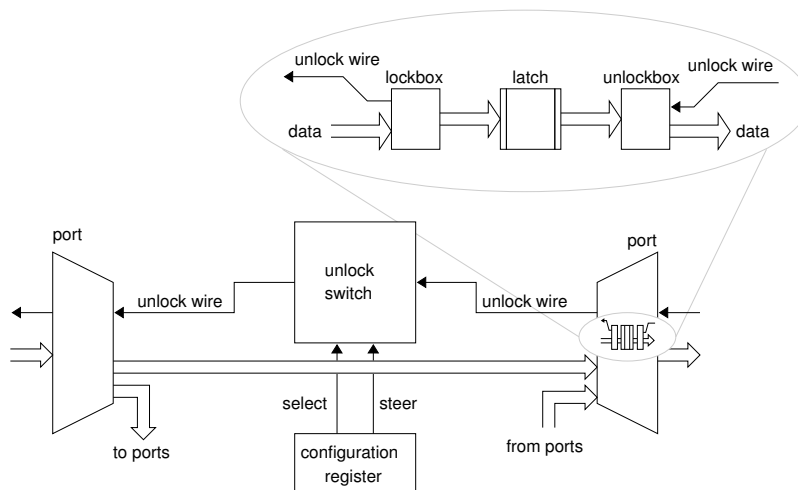 unlock wire
lockbox
latch
unlockbox
unlock wire
data
data
port
port
unlock
switch
unlock wire
unlock wire
select
steer
to ports
from ports
configuration
register